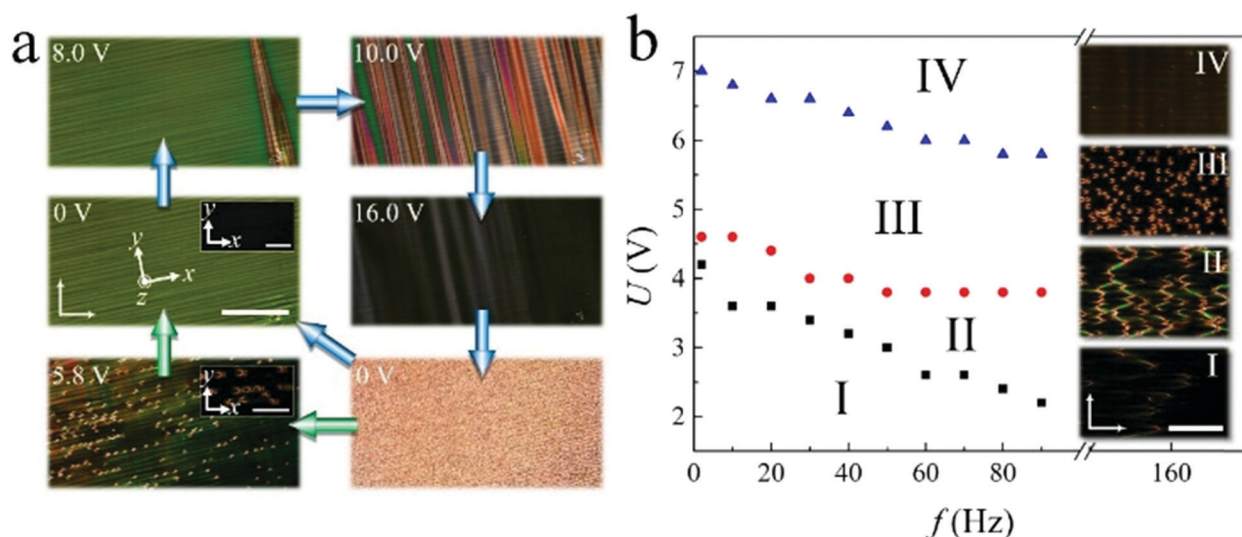 a
8.0 V
10.0 V
0 V
y
x
y
x
z
16.0 V
5.8 V
y
x
0 V
b
U (V)
7
6
5
4
3
2
IV
III
II
I
IV
III
II
I
0 20 40 60 80 160
f (Hz)